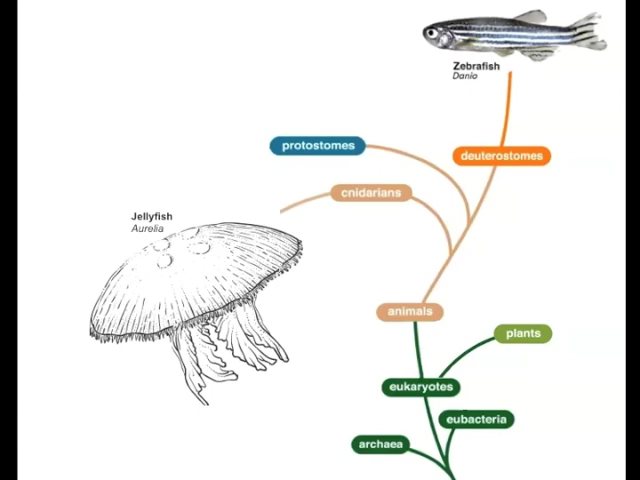 Zebrafish
Danio
protostomes
deuterostomes
cnidarians
Jellyfish
Aurelia
animals
plants
eukaryotes
eubacteria
archaea